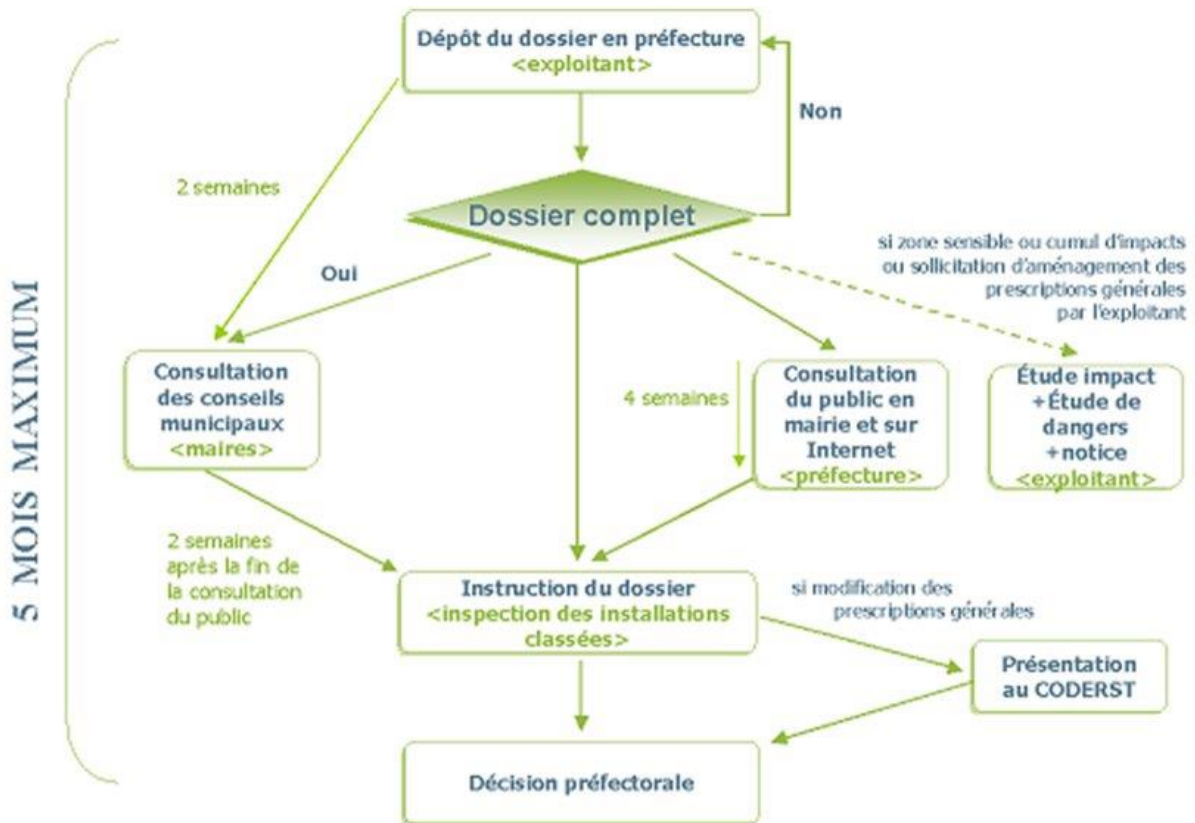 Dépôt du dossier en préfecture
<exploitant>
Non
2 semaines
Dossier complet
si zone sensible ou cumul d'impacts
ou sollicitation d'aménagement des
prescriptions générales
par l'exploitant
Oui
5 MOIS MAXIMUM
Consultation
des conseils
municipaux
<maires>
4 semaines
Consultation
du public en
mairie et sur
Internet
<préfecture>
Étude impact
+Étude de
dangers
+notice
<exploitant>
2 semaines
après la fin de
la consultation
du public
Instruction du dossier
<inspection des installations
classées>
si modification des
prescriptions générales
Présentation
au CODERST
Décision préfectorale